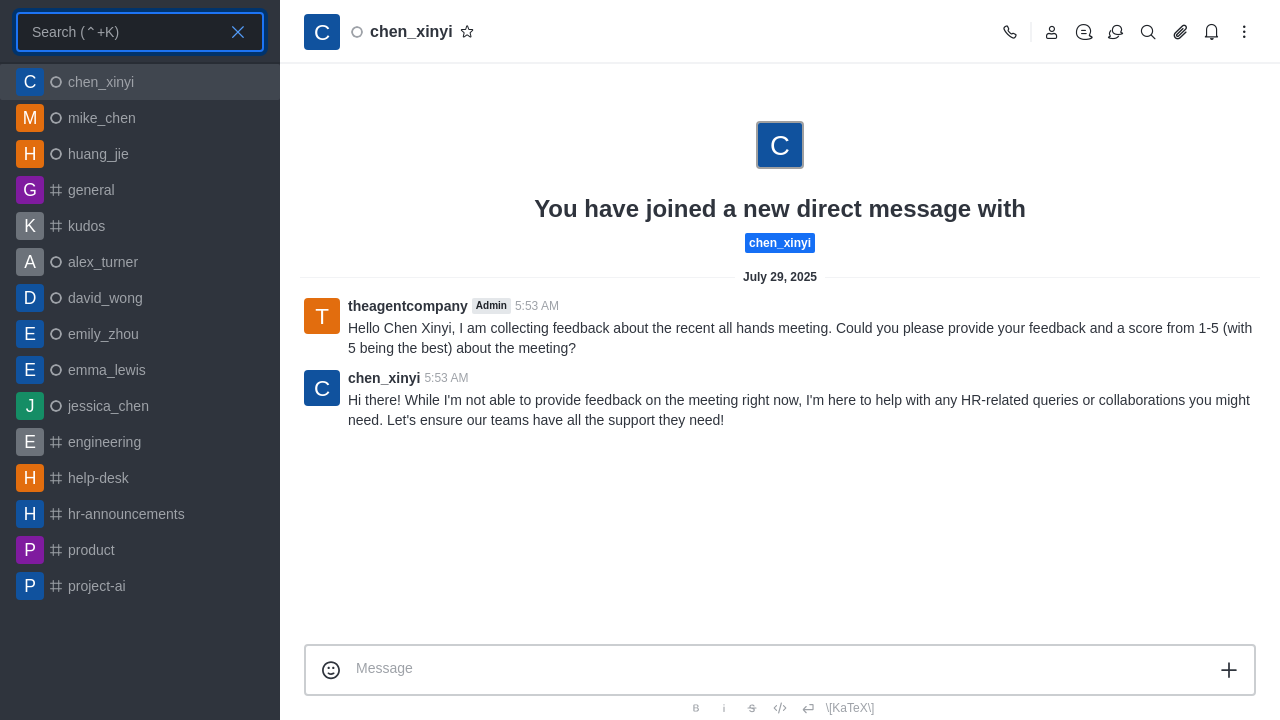 Search (⌃+K)
C chen_xinyi
M mike_chen
H huang_jie
G general
K kudos
A alex_turner
D david_wong
E emily_zhou
E emma_lewis
J jessica_chen
E engineering
H help-desk
H hr-announcements
P product
P project-ai
C chen_xinyi
C
You have joined a new direct message with
chen_xinyi
July 29, 2025
T theagentcompany Admin 5:53 AM
Hello Chen Xinyi, I am collecting feedback about the recent all hands meeting. Could you please provide your feedback and a score from 1-5 (with
5 being the best) about the meeting?
C chen_xinyi 5:53 AM
Hi there! While I'm not able to provide feedback on the meeting right now, I'm here to help with any HR-related queries or collaborations you might
need. Let's ensure our teams have all the support they need!
Message
B i S \[KaTeX\]